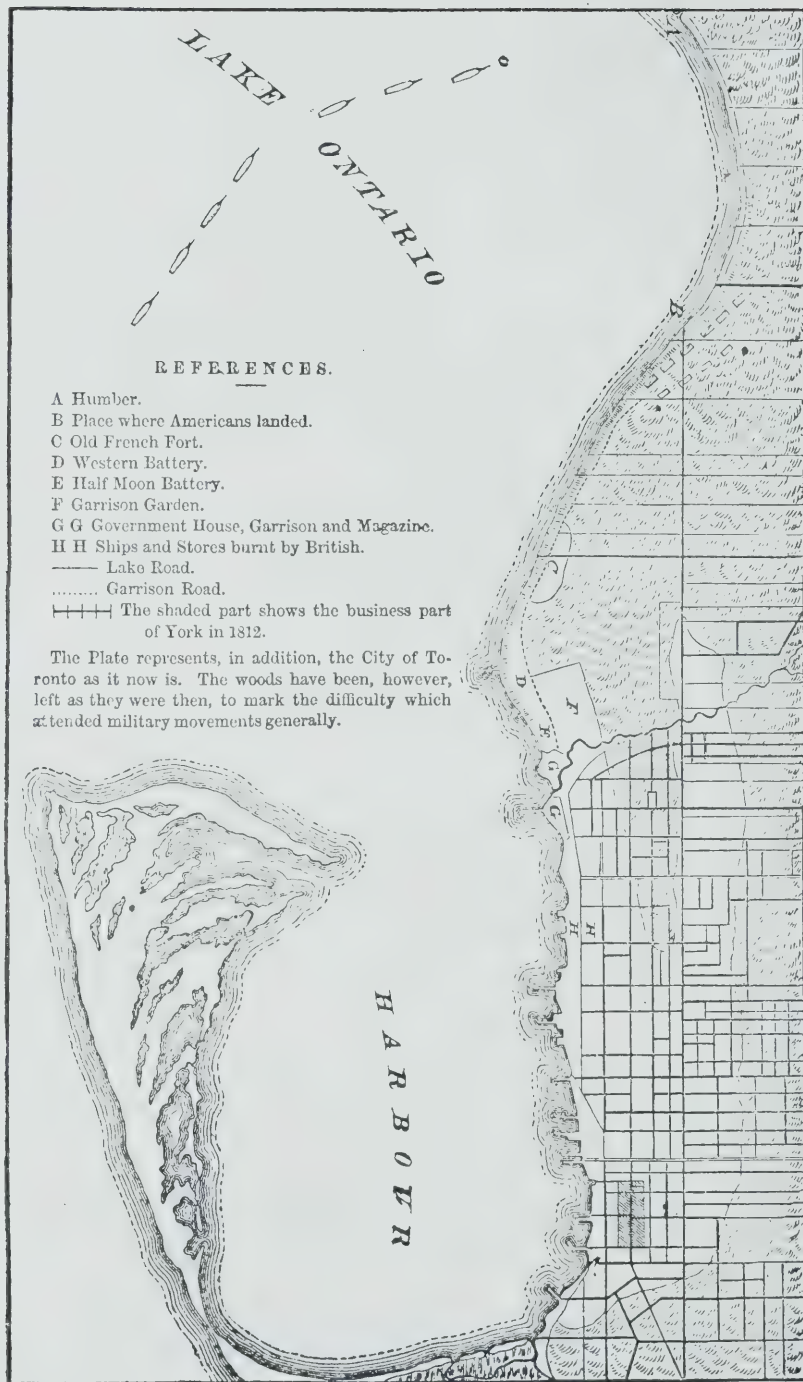 LAKE
ONTARIO
REFERENCES.
A Humber.
B Place where Americans landed.
C Old French Fort.
D Western Battery.
E Half Moon Battery.
F Garrison Garden.
G G Government House, Garrison and Magazine.
H H Ships and Stores burnt by British.
—— Lake Road.
......... Garrison Road.
The shaded part shows the business part
of York in 1812.
The Plate represents, in addition, the City of To-
ronto as it now is. The woods have been, however,
left as they were then, to mark the difficulty which
attended military movements generally.
A
B
C
D
E
F
G
G
H
H
HARBOUR